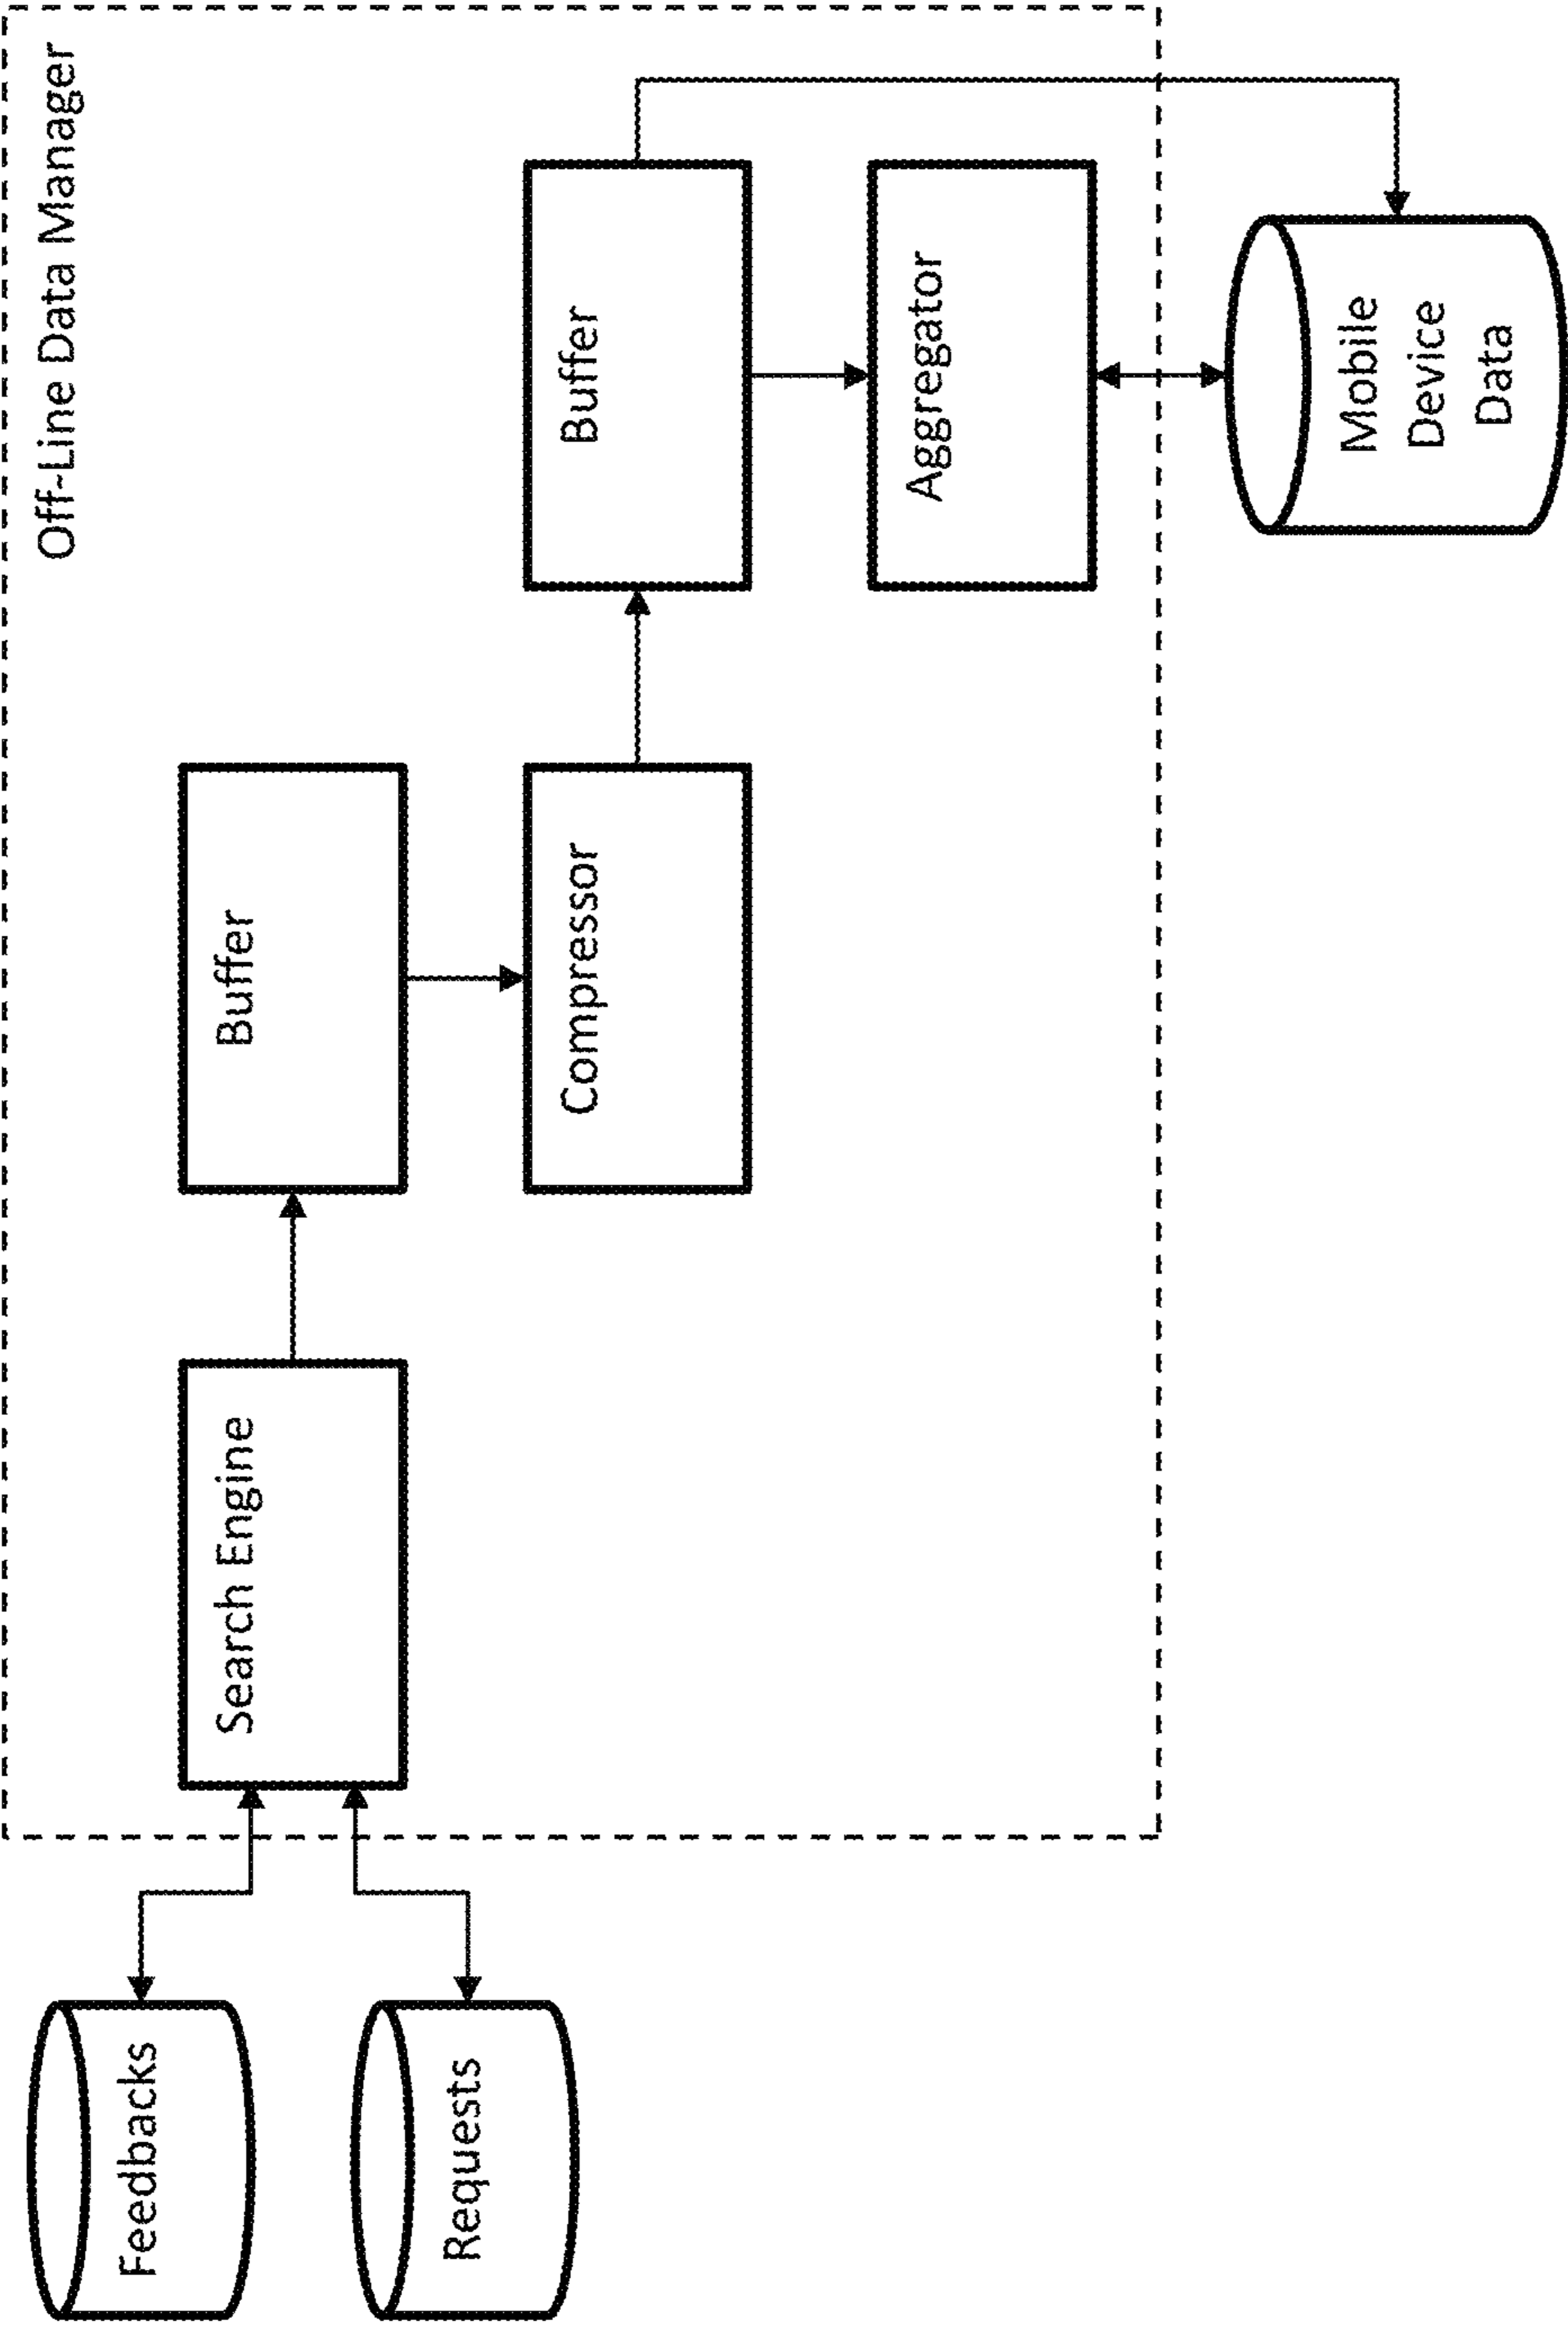 Off-Line Data Manager
Feedbacks
Requests
Search Engine
Buffer
Compressor
Buffer
Aggregator
Mobile
Device
Data